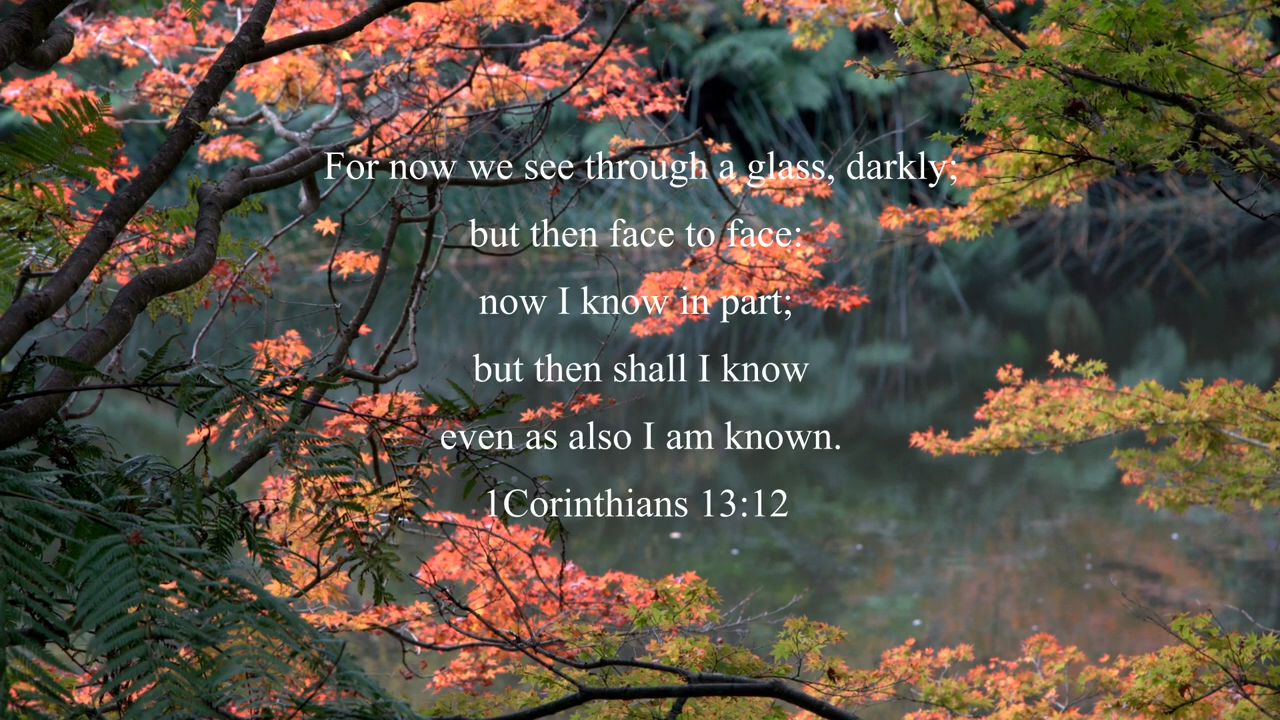 For now we see through a glass, darkly;
but then face to face:
now I know in part;
but then shall I know
even as also I am known.
1Corinthians 13:12